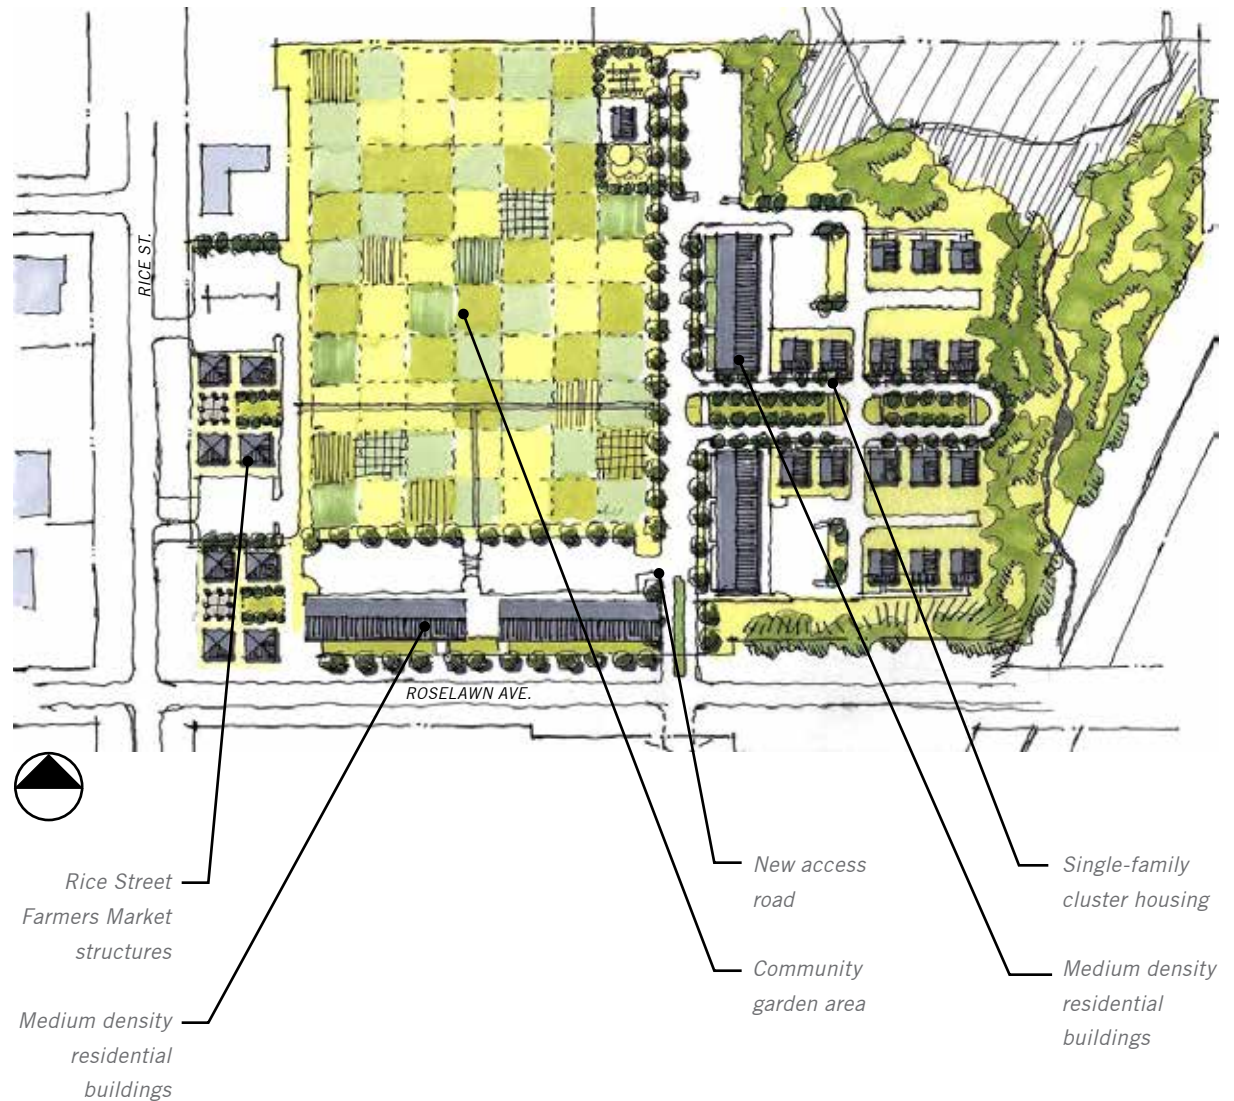 RICE ST.
ROSELAWN AVE.
Rice Street
Farmers Market
structures
Medium density
residential
buildings
New access
road
Community
garden area
Single-family
cluster housing
Medium density
residential
buildings